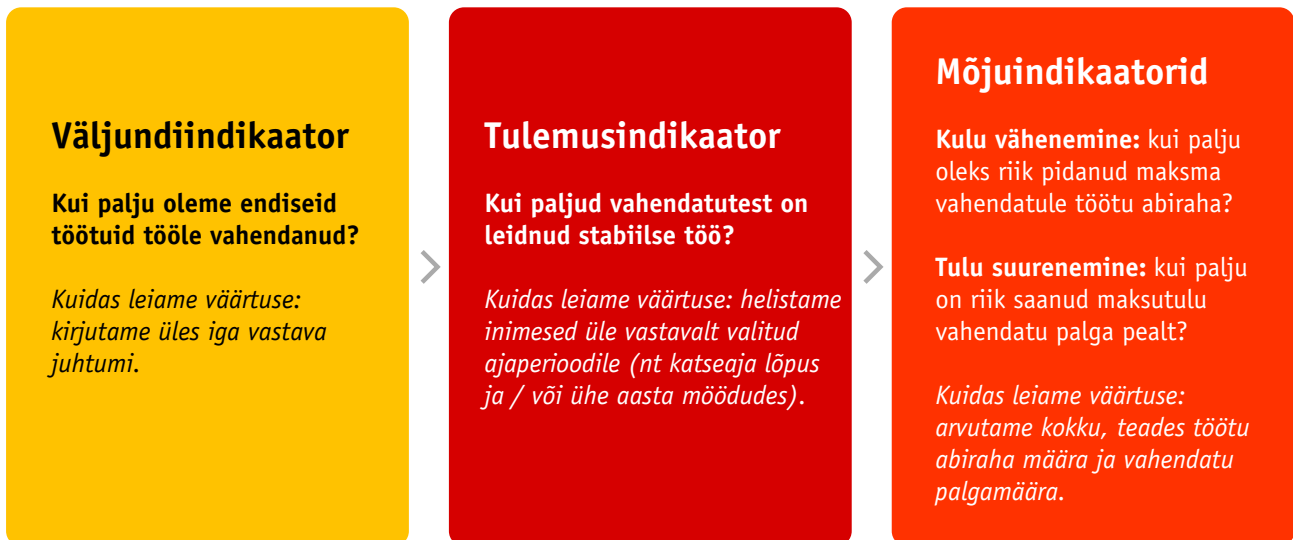 Väljundiindikaator
Kui palju oleme endiseid
töötuid tööle vahendanud?
Kuidas leiame väärtuse:
kirjutame üles iga vastava
juhtumi.
Tulemusindikaator
Kui paljud vahendatutest on
leidnud stabiilse töö?
Kuidas leiame väärtuse: helistame
inimesed üle vastavalt valitud
ajaperioodile (nt katseaja lõpus
ja / või ühe aasta möödudes).
Mõjuindikaatorid
Kulu vähenemine: kui palju
oleks riik pidanud maksma
vahendatule töötu abiraha?
Tulu suurenemine: kui palju
on riik saanud maksutulu
vahendatu palga pealt?
Kuidas leiame väärtuse:
arvutame kokku, teades töötu
abiraha määra ja vahendatu
palgamäära.